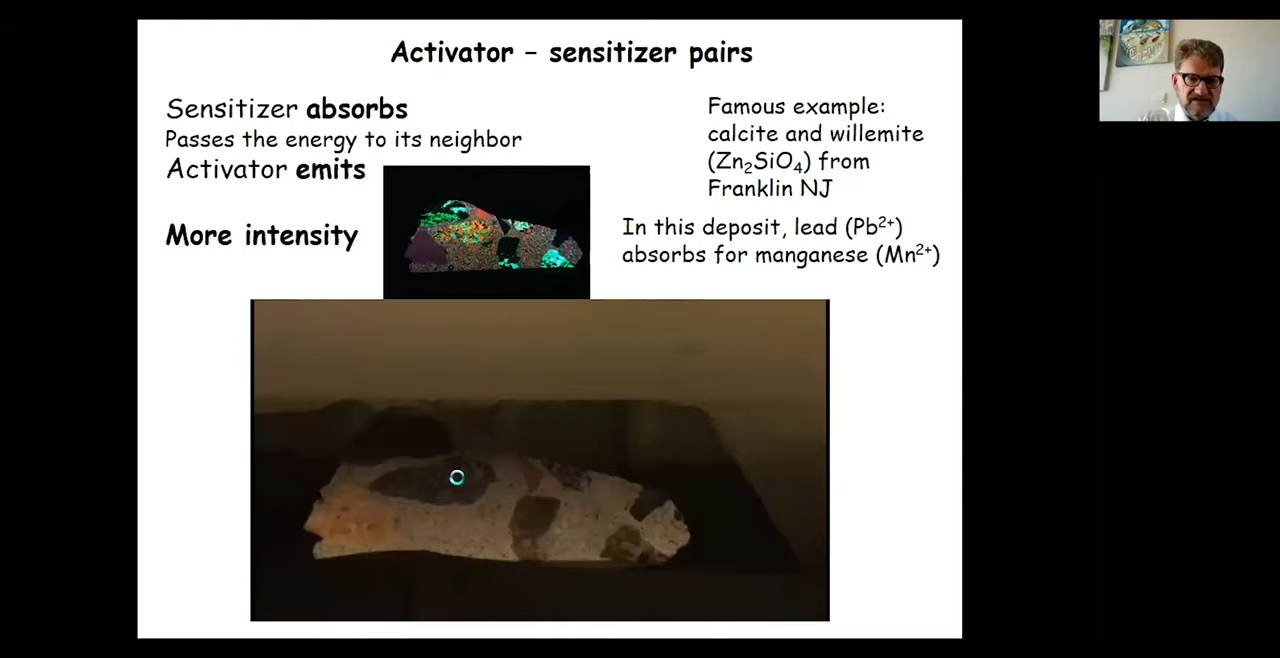 Activator – sensitizer pairs
Sensitizer absorbs
Passes the energy to its neighbor
Activator emits
More intensity
Famous example:
calcite and willemite
(Zn₂SiO₄) from
Franklin NJ
In this deposit, lead (Pb²⁺)
absorbs for manganese (Mn²⁺)